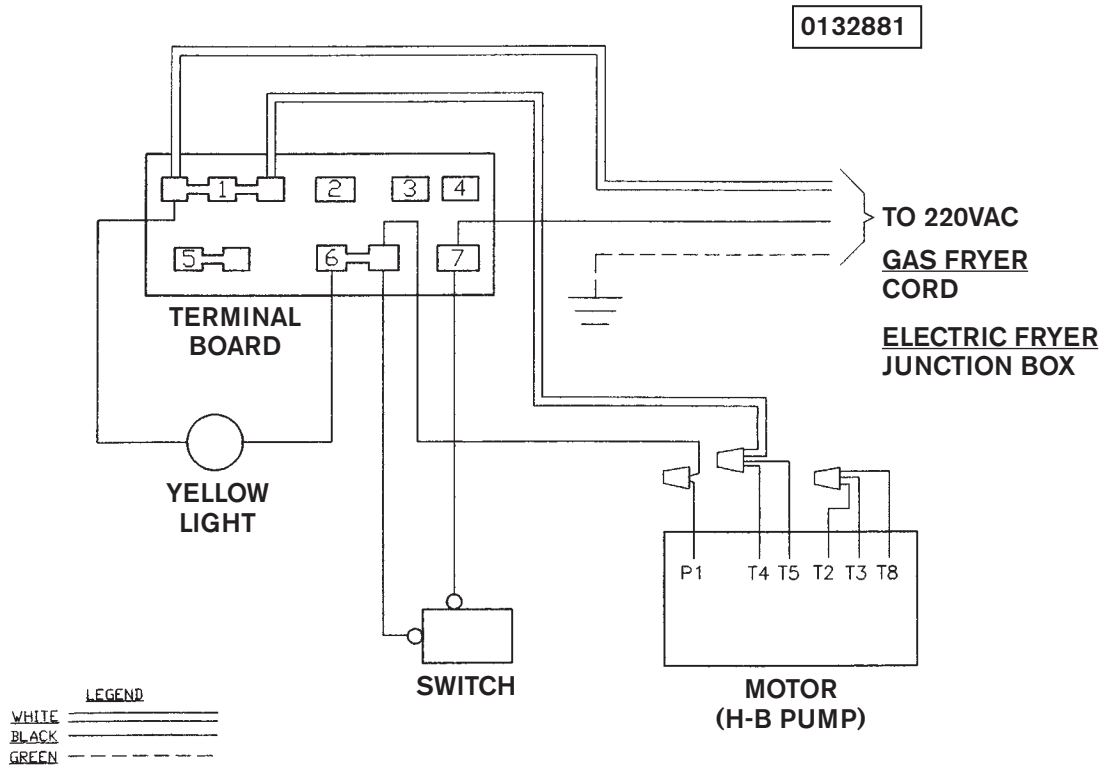 0132881
1
2
3
4
5
6
7
TERMINAL
BOARD
TO 220VAC
GAS FRYER
CORD
ELECTRIC FRYER
JUNCTION BOX
YELLOW
LIGHT
P1 T4 T5 T2 T3 T8
SWITCH
MOTOR
(H-B PUMP)
LEGEND
WHITE
BLACK
GREEN